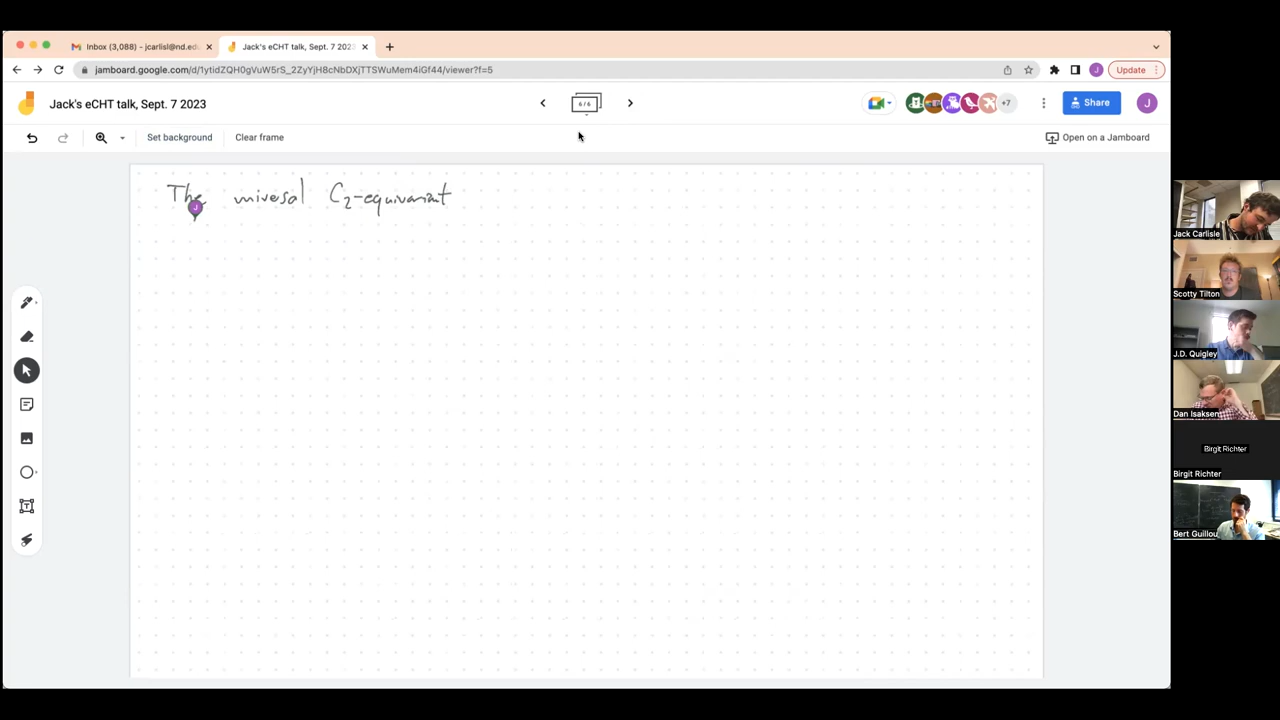 Inbox (3,088) - jcarlisl@nd.ed
Jack's eCHT talk, Sept. 7 202
jamboard.google.com/d/1ytidZQH0gVuW5rS_2ZyYjH8cNbDXjTTSWuMem4iGf44/viewer?f=5
J
Update
Jack's eCHT talk, Sept. 7 2023
6 / 6
+7
Share
J
Set background
Clear frame
Open on a Jamboard
The universal C₂-equivariant
J
Jack Carlisle
Scotty Tilton
J.D. Quigley
Dan Isaksen
Birgit Richter
Birgit Richter
Bert Guillou